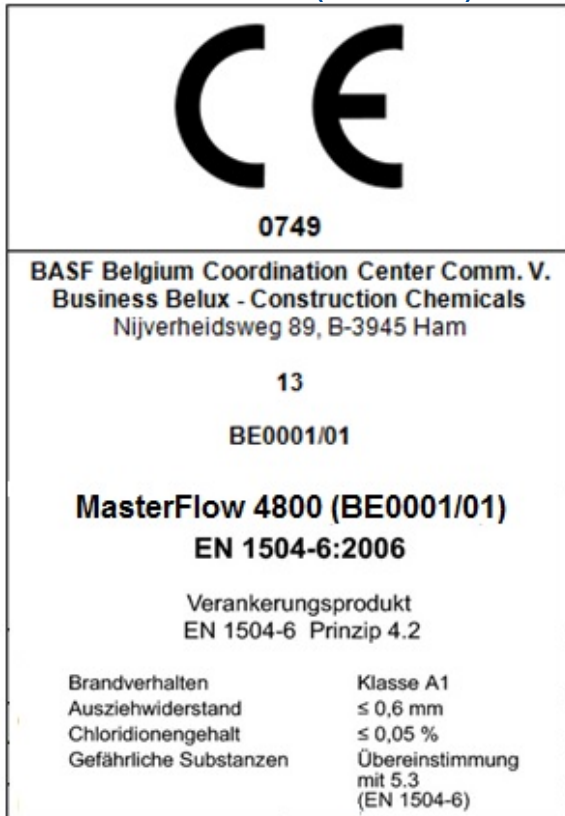 CE
0749
BASF Belgium Coordination Center Comm. V.
Business Belux - Construction Chemicals
Nijverheidsweg 89, B-3945 Ham
13
BE0001/01
MasterFlow 4800 (BE0001/01)
EN 1504-6:2006
Verankerungsprodukt
EN 1504-6 Prinzip 4.2
Brandverhalten Klasse A1
Ausziehwiderstand ≤ 0,6 mm
Chloridionengehalt ≤ 0,05 %
Gefährliche Substanzen Übereinstimmung
mit 5.3
(EN 1504-6)